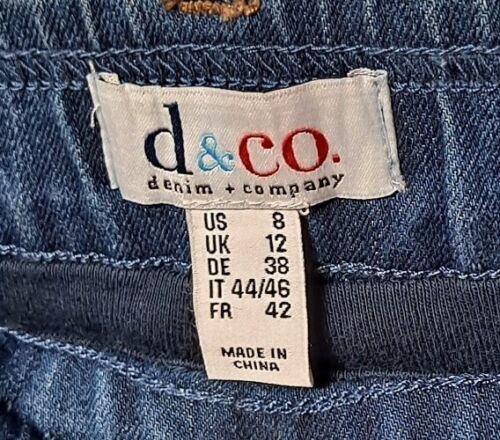 d&co.
denim + company
US 8
UK 12
DE 38
IT 44/46
FR 42
MADE IN
CHINA